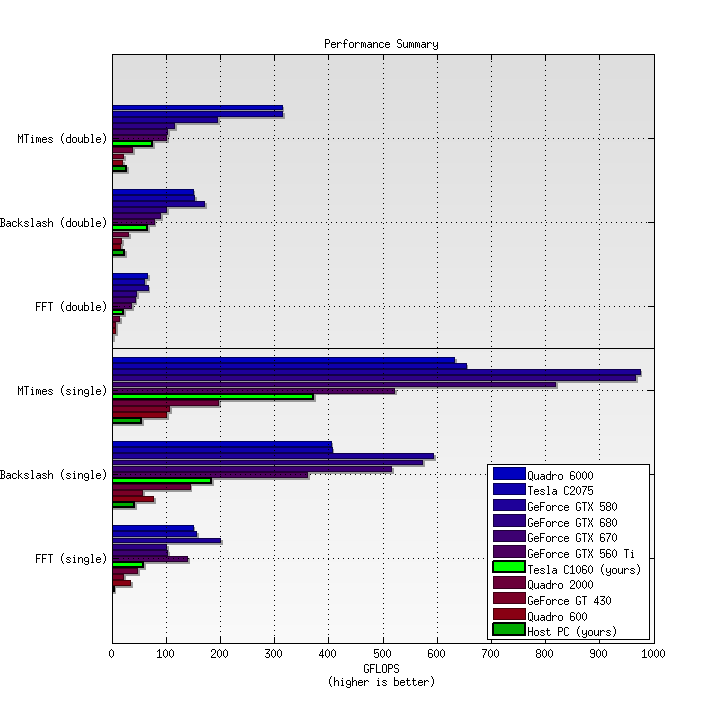 Performance Summary
MTimes (double)
Backslash (double)
FFT (double)
MTimes (single)
Backslash (single)
FFT (single)
Quadro 6000
Tesla C2075
GeForce GTX 580
GeForce GTX 680
GeForce GTX 670
GeForce GTX 560 Ti
Tesla C1060 (yours)
Quadro 2000
GeForce GT 430
Quadro 600
Host PC (yours)
0 100 200 300 400 500 600 700 800 900 1000
GFLOPS
(higher is better)